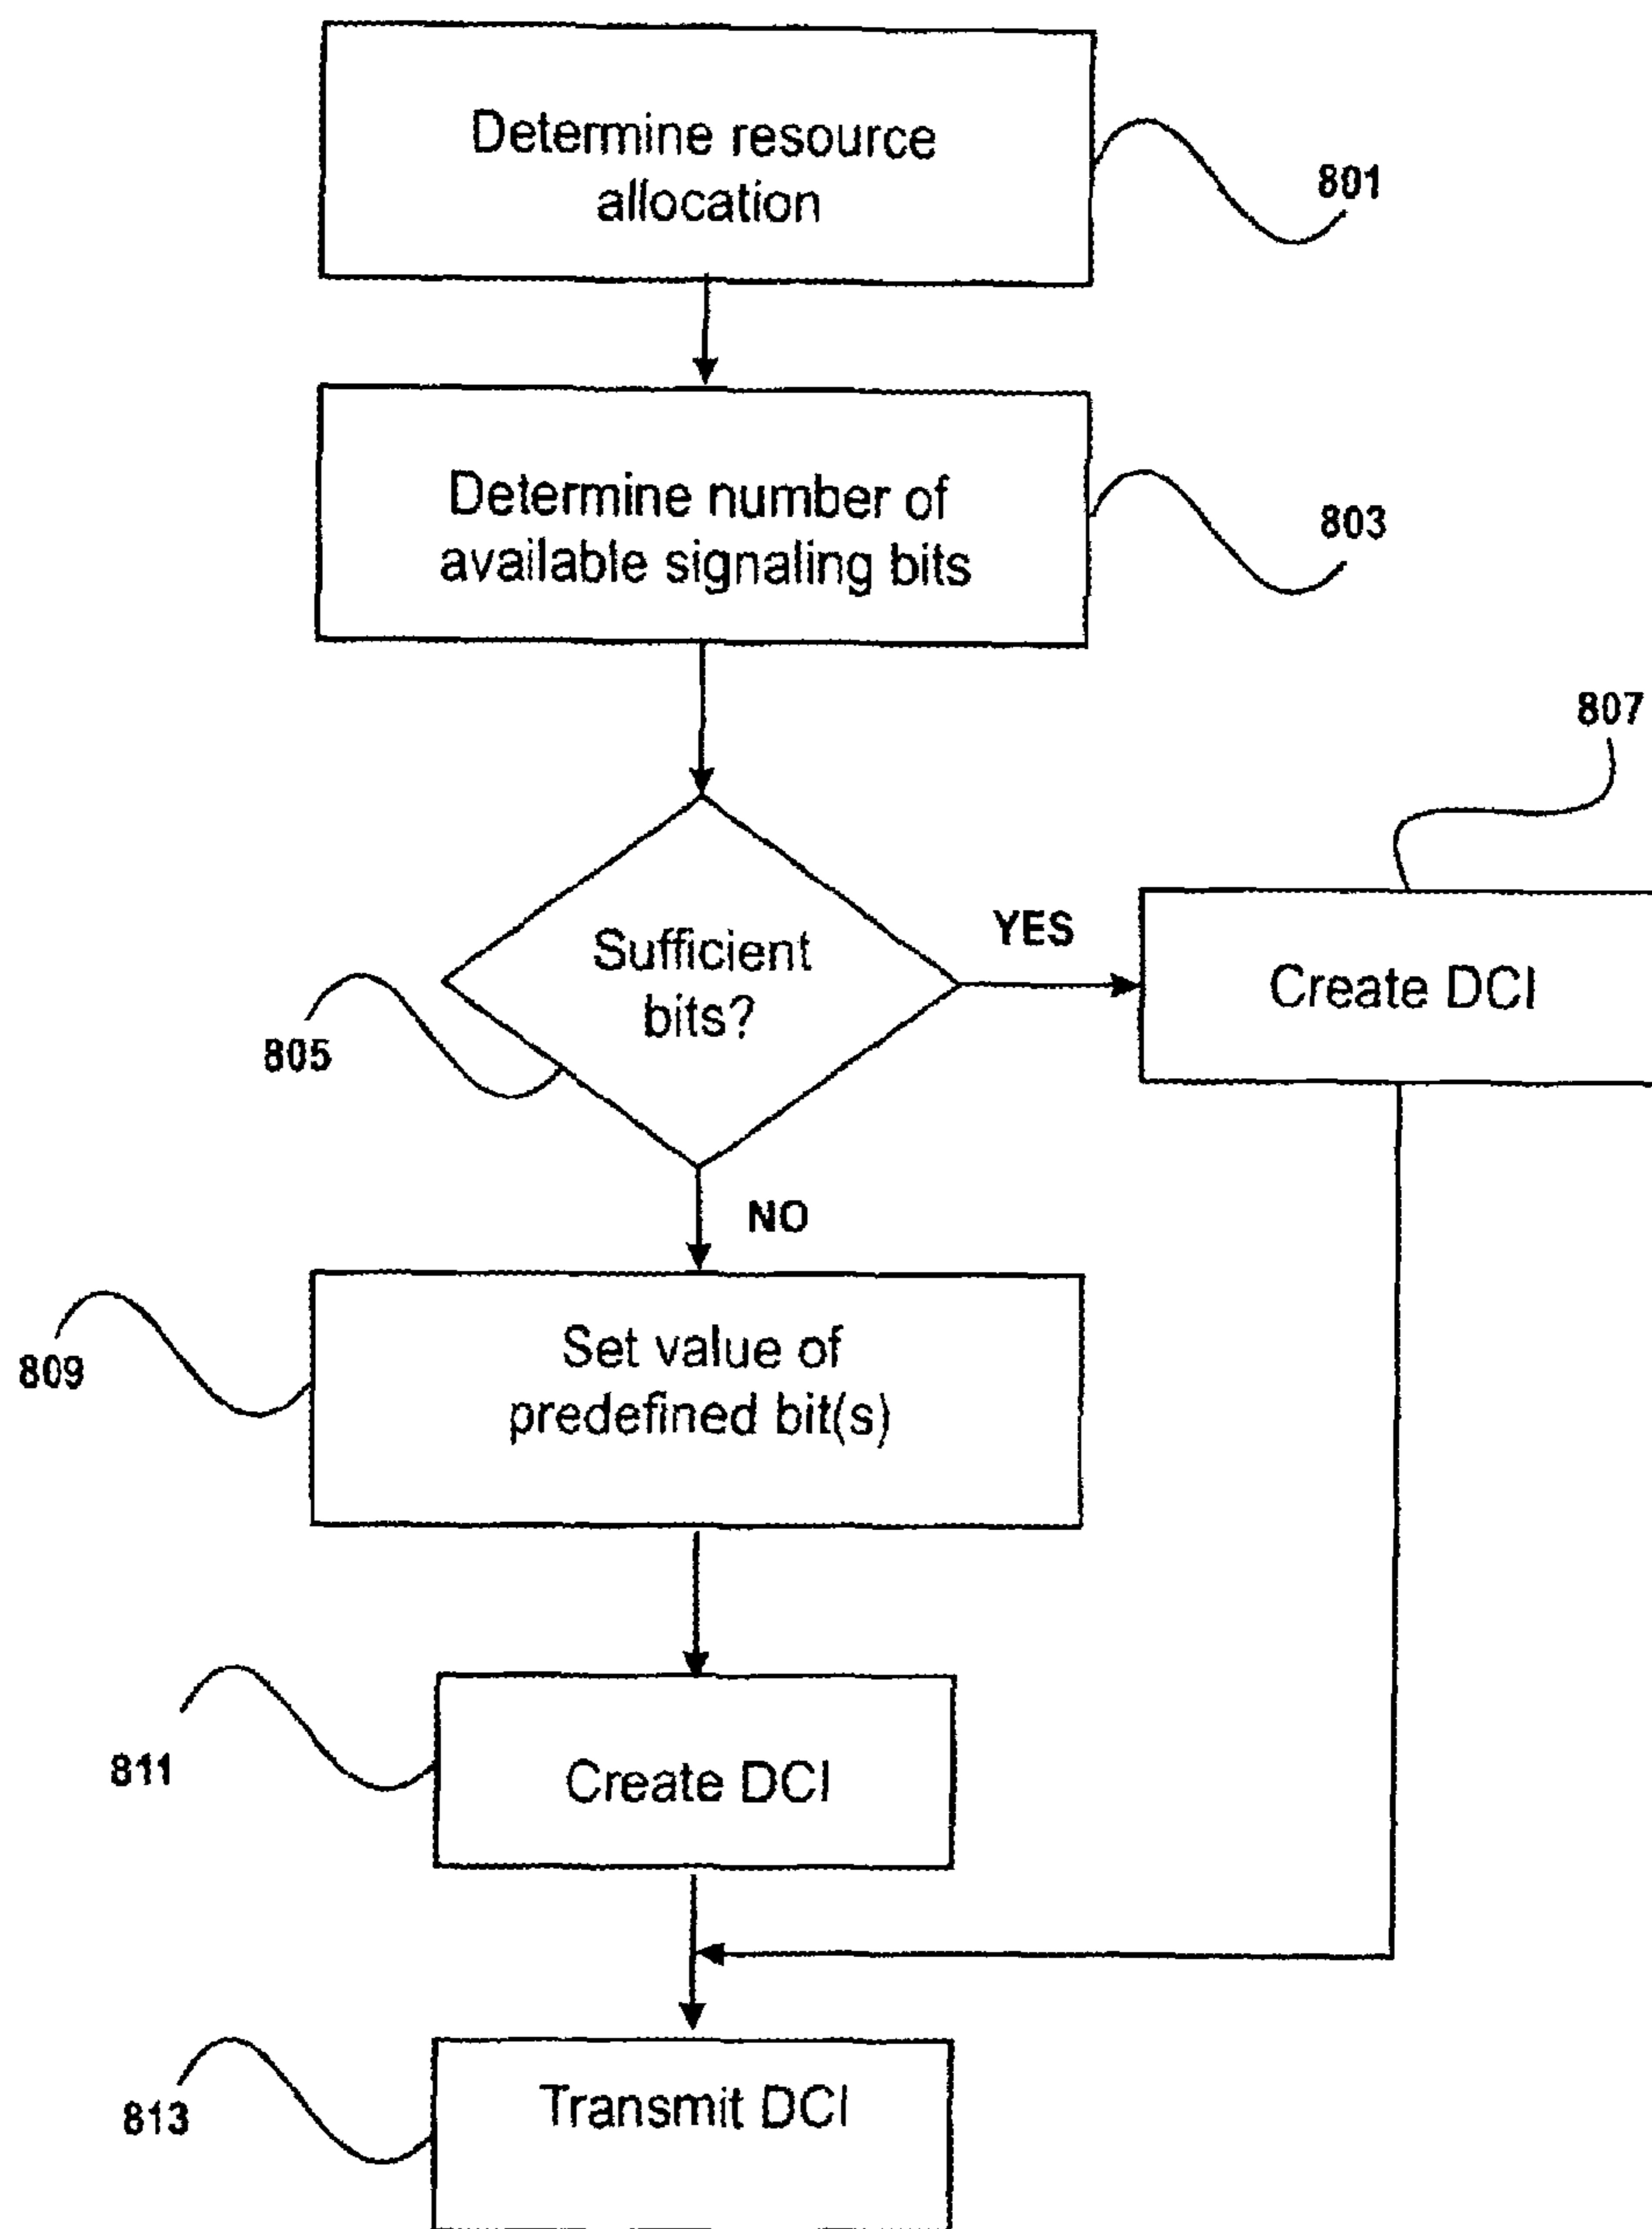 Determine resource
allocation
801
Determine number of
available signaling bits
803
807
Sufficient
bits?
YES
Create DCI
805
NO
Set value of
predefined bit(s)
809
811
Create DCI
Transmit DCI
813